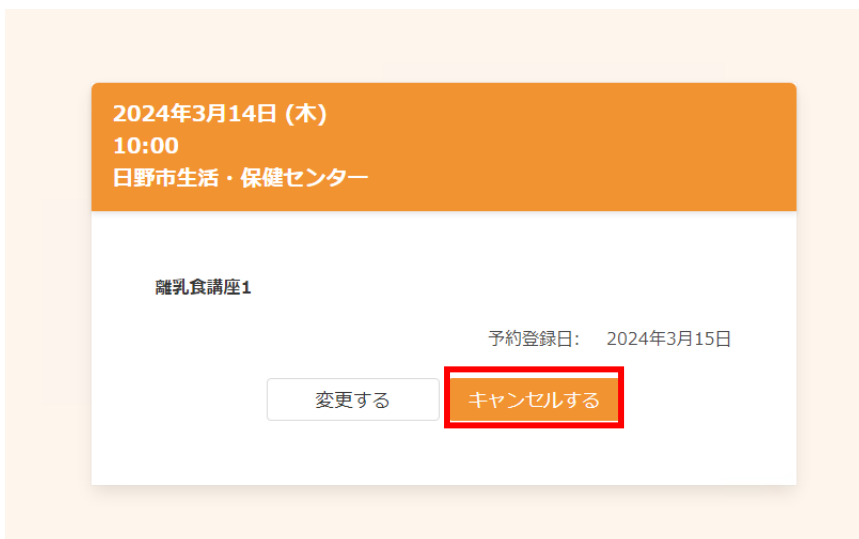 2024年3月14日 (木)
10:00
日野市生活・保健センター
離乳食講座1
予約登録日: 2024年3月15日
変更する キャンセルする